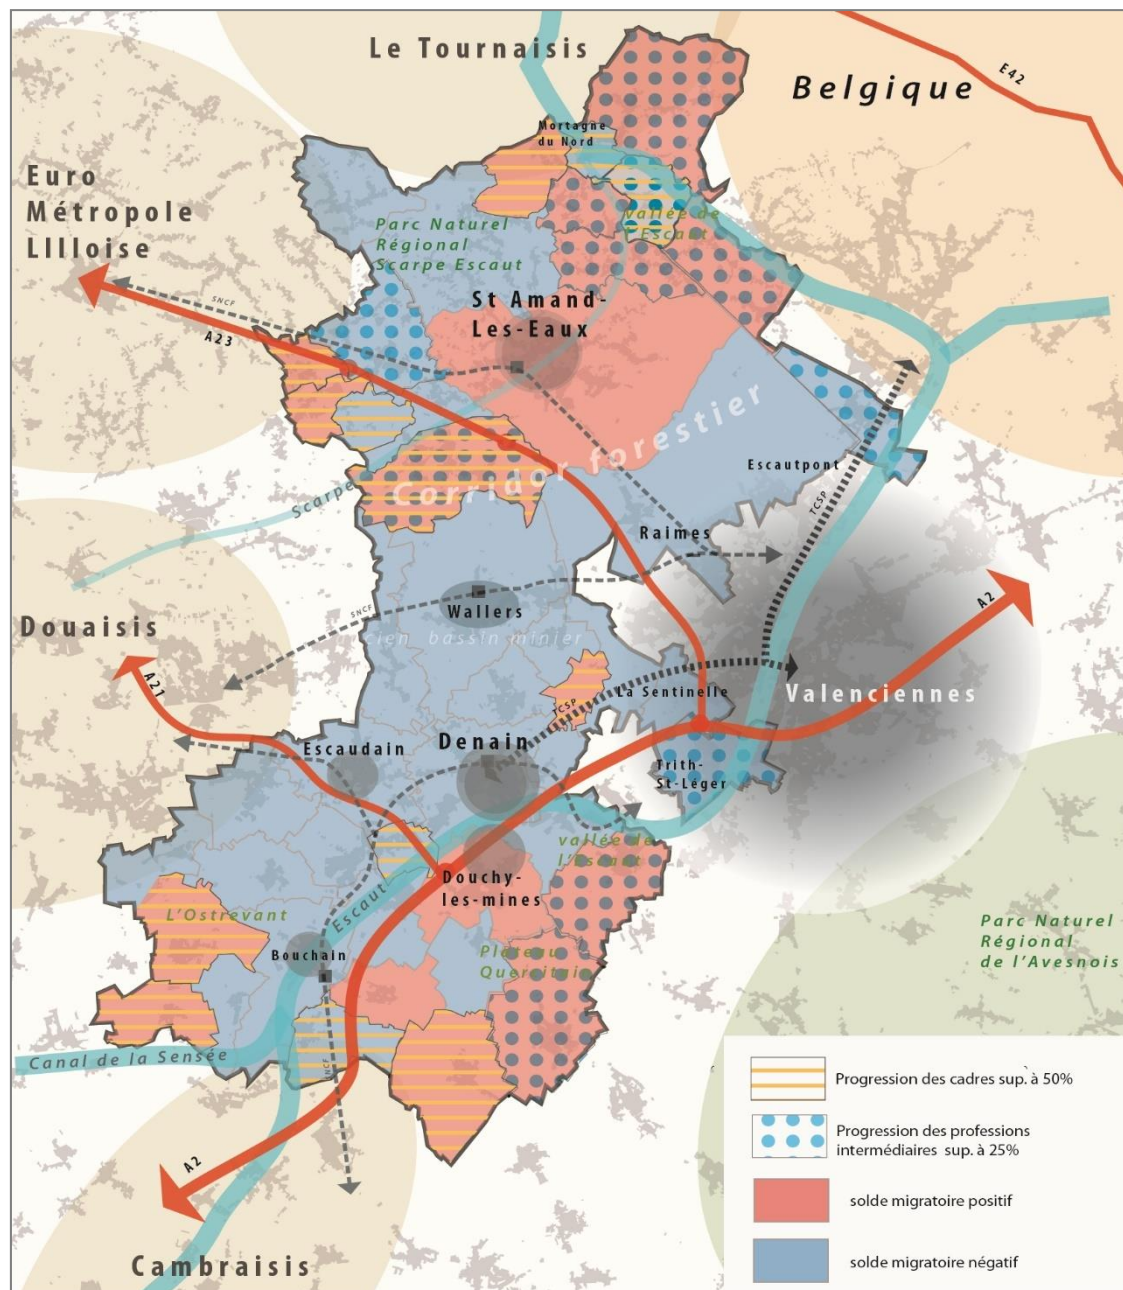 Le Tournaisis
Belgique
E42
Mortagne
du Nord
Euro
Métropole
LIlloise
Parc Naturel
Régional
Scarpe Escaut
vallée de
l'Escaut
SNCF
A23
St Amand-
Les-Eaux
Corridor forestier
Escautpont
TCSP
Scarpe
Raimes
A2
SNCF
Wallers
cien bassin minier
Douaisis
A21
La Sentinelle
Valenciennes
TCSP
Escaudain
Denain
Trith-
St-Léger
vallée de
l'Escaut
Douchy-
les-mines
Escaut
L'Ostrevant
Bouchain
Plateau
Quercitain
Parc Naturel
Régional
de l'Avesnois
Canal de la Sensée
SNCF
A2
Cambraisis
Progression des cadres sup. à 50%
Progression des professions
intermédiaires sup. à 25%
solde migratoire positif
solde migratoire négatif